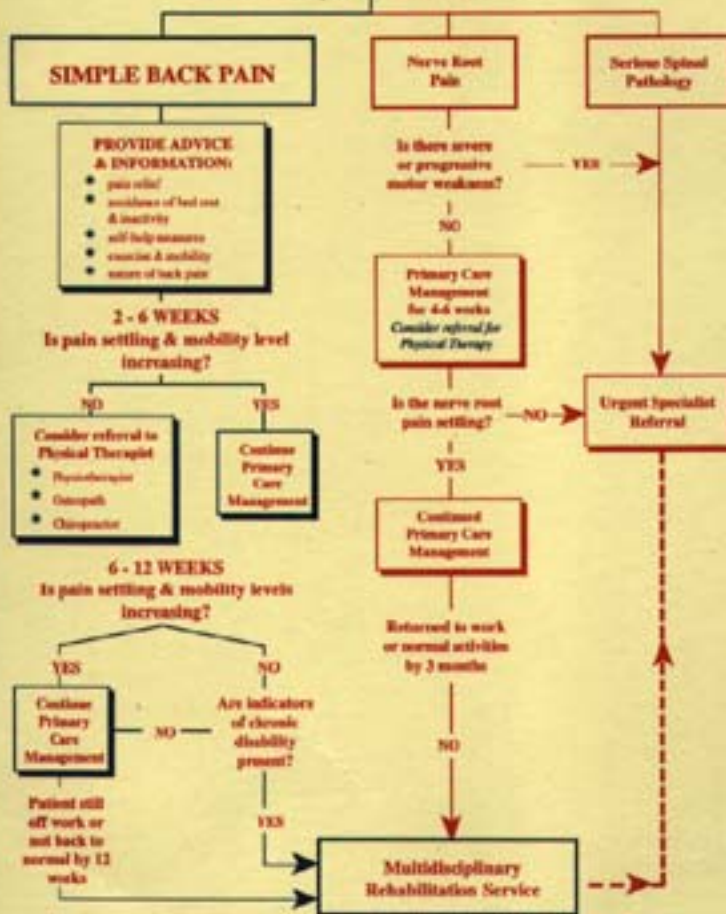 SIMPLE BACK PAIN
PROVIDE ADVICE
& INFORMATION:
pain relief
avoidance of bed rest
& inactivity
self-help measures
exercise & mobility
nature of back pain
2 - 6 WEEKS
Is pain settling & mobility level
increasing?
NO
YES
Consider referral to
Physical Therapist
Physiotherapist
Osteopath
Chiropractor
Continue
Primary
Care
Management
6 - 12 WEEKS
Is pain settling & mobility levels
increasing?
YES
NO
Continue
Primary
Care
Management
NO
Are indicators
of chronic
disability
present?
YES
Patient still
off work or
not back to
normal by 12
weeks
Nerve Root
Pain
Is there severe
or progressive
motor weakness?
YES
NO
Primary Care
Management
for 4-6 weeks
Consider referral for
Physical Therapy
Is the nerve root
pain settling?
NO
YES
Continued
Primary Care
Management
Returned to work
or normal activities
by 3 months
NO
Multidisciplinary
Rehabilitation Service
Serious Spinal
Pathology
Urgent Specialist
Referral